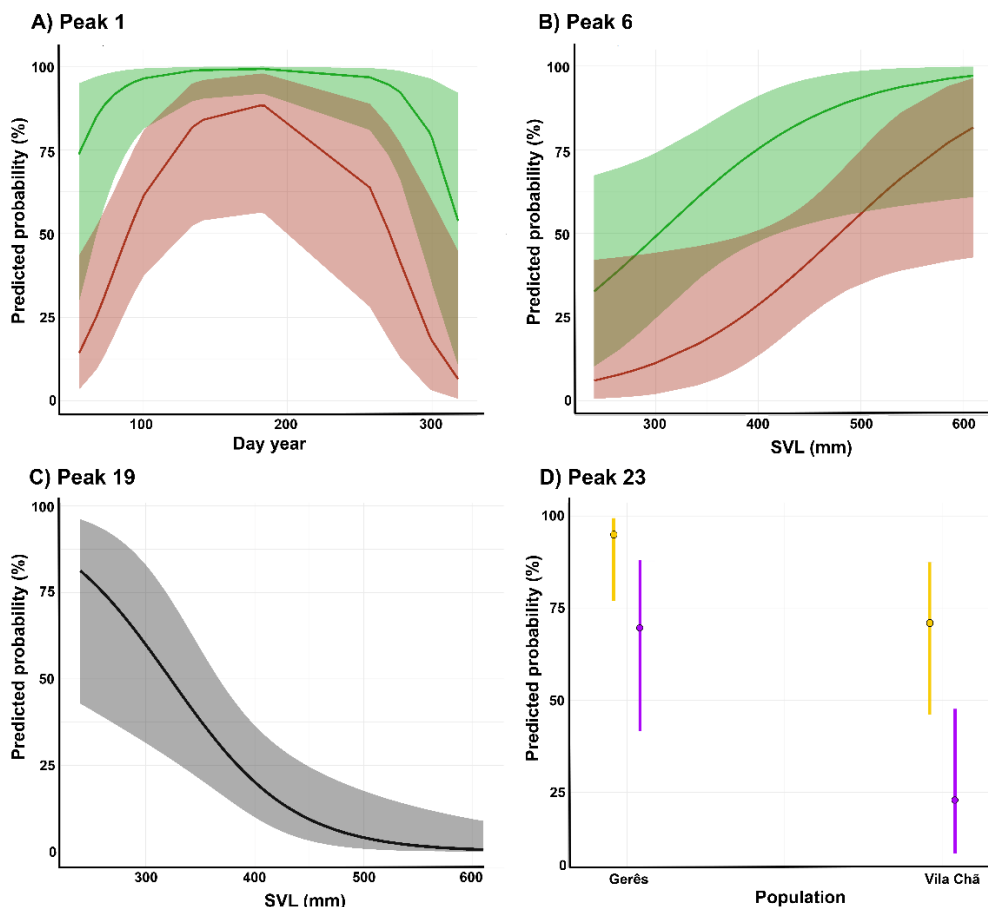 A) Peak 1
Predicted probability (%)
100
75
50
25
0
100
200
300
Day year
B) Peak 6
Predicted probability (%)
100
75
50
25
0
300
400
500
600
SVL (mm)
C) Peak 19
Predicted probability (%)
100
75
50
25
0
300
400
500
600
SVL (mm)
D) Peak 23
Predicted probability (%)
100
75
50
25
0
Gerês
Vila Chã
Population